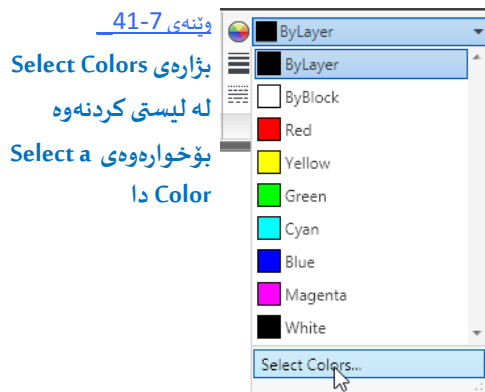 وێنەی 7-41
بژارەی Select Colors
لە لیستی کردنەوە
بۆخوارەوەی Select a
Color دا
ByLayer
ByLayer
ByBlock
Red
Yellow
Green
Cyan
Blue
Magenta
White
Select Colors...